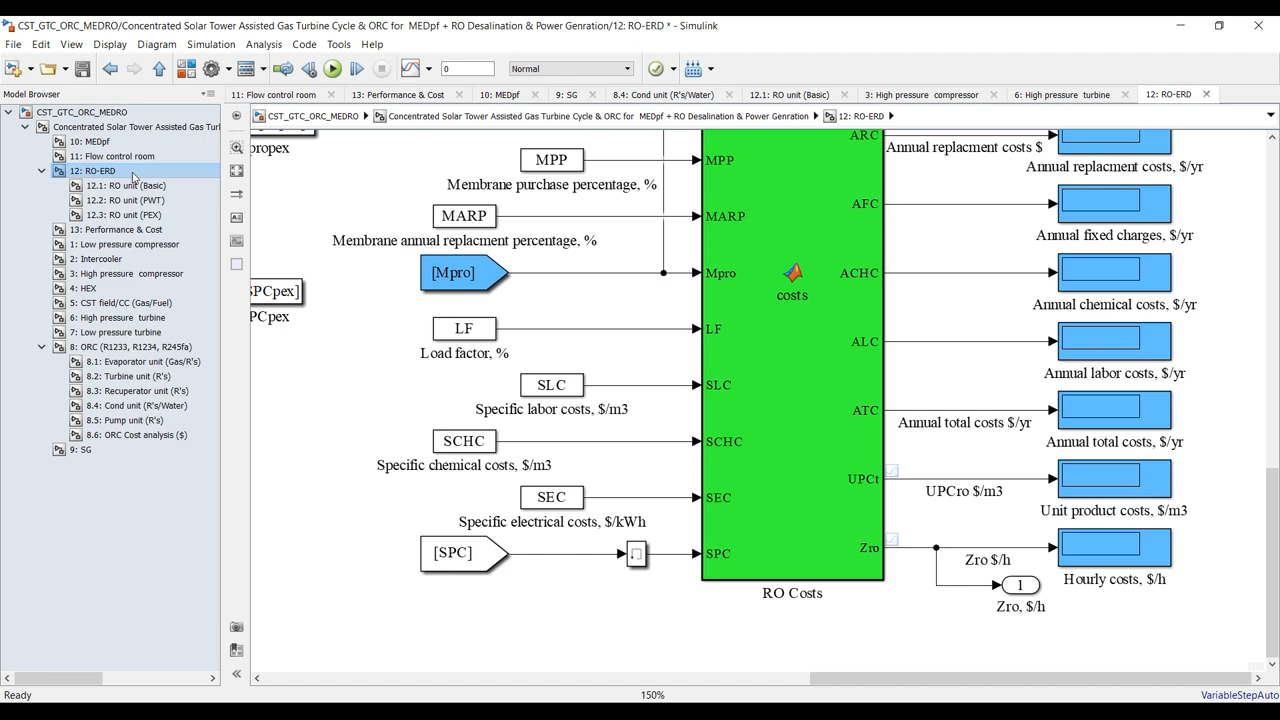 CST_GTC_ORC_MEDRO/Concentrated Solar Tower Assisted Gas Turbine Cycle & ORC for  MEDpf + RO Desalination & Power Genration/12: RO-ERD * - Simulink
File Edit View Display Diagram Simulation Analysis Code Tools Help
0 Normal
Model Browser
11: Flow control room 13: Performance & Cost 10: MEDpf 9: SG 8.4: Cond unit (R's/Water) 12.1: RO unit (Basic) 3: High pressure  compressor 6: High pressure  turbine 12: RO-ERD
CST_GTC_ORC_MEDRO Concentrated Solar Tower Assisted Gas Turbine Cycle & ORC for  MEDpf + RO Desalination & Power Genration 12: RO-ERD
CST_GTC_ORC_MEDRO
Concentrated Solar Tower Assisted Gas Tur
10: MEDpf
11: Flow control room
12: RO-ERD
12.1: RO unit (Basic)
12.2: RO unit (PWT)
12.3: RO unit (PEX)
13: Performance & Cost
1: Low pressure compressor
2: Intercooler
3: High pressure  compressor
4: HEX
5: CST field/CC (Gas/Fuel)
6: High pressure  turbine
7: Low pressure turbine
8: ORC (R1233, R1234, R245fa)
8.1: Evaporator unit (Gas/R's)
8.2: Turbine unit (R's)
8.3: Recuperator unit (R's)
8.4: Cond unit (R's/Water)
8.5: Pump unit (R's)
8.6: ORC Cost analysis ($)
9: SG
propex
SPCpex]
PCpex
MPP
Membrane purchase percentage, %
MARP
Membrane annual replacment percentage, %
[Mpro]
LF
Load factor, %
SLC
Specific labor costs, $/m3
SCHC
Specific chemical costs, $/m3
SEC
Specific electrical costs, $/kWh
[SPC]
MPP
MARP
Mpro
LF
SLC
SCHC
SEC
SPC
costs
ARC
AFC
ACHC
ALC
ATC
UPCt
Zro
RO Costs
Annual replacment costs $
Annual replacment costs, $/yr
Annual fixed charges, $/yr
Annual chemical costs, $/yr
Annual labor costs, $/yr
Annual total costs $/yr
Annual total costs, $/yr
UPCro $/m3
Unit product costs, $/m3
Zro $/h
Hourly costs, $/h
1
Zro, $/h
Ready 150% VariableStepAuto